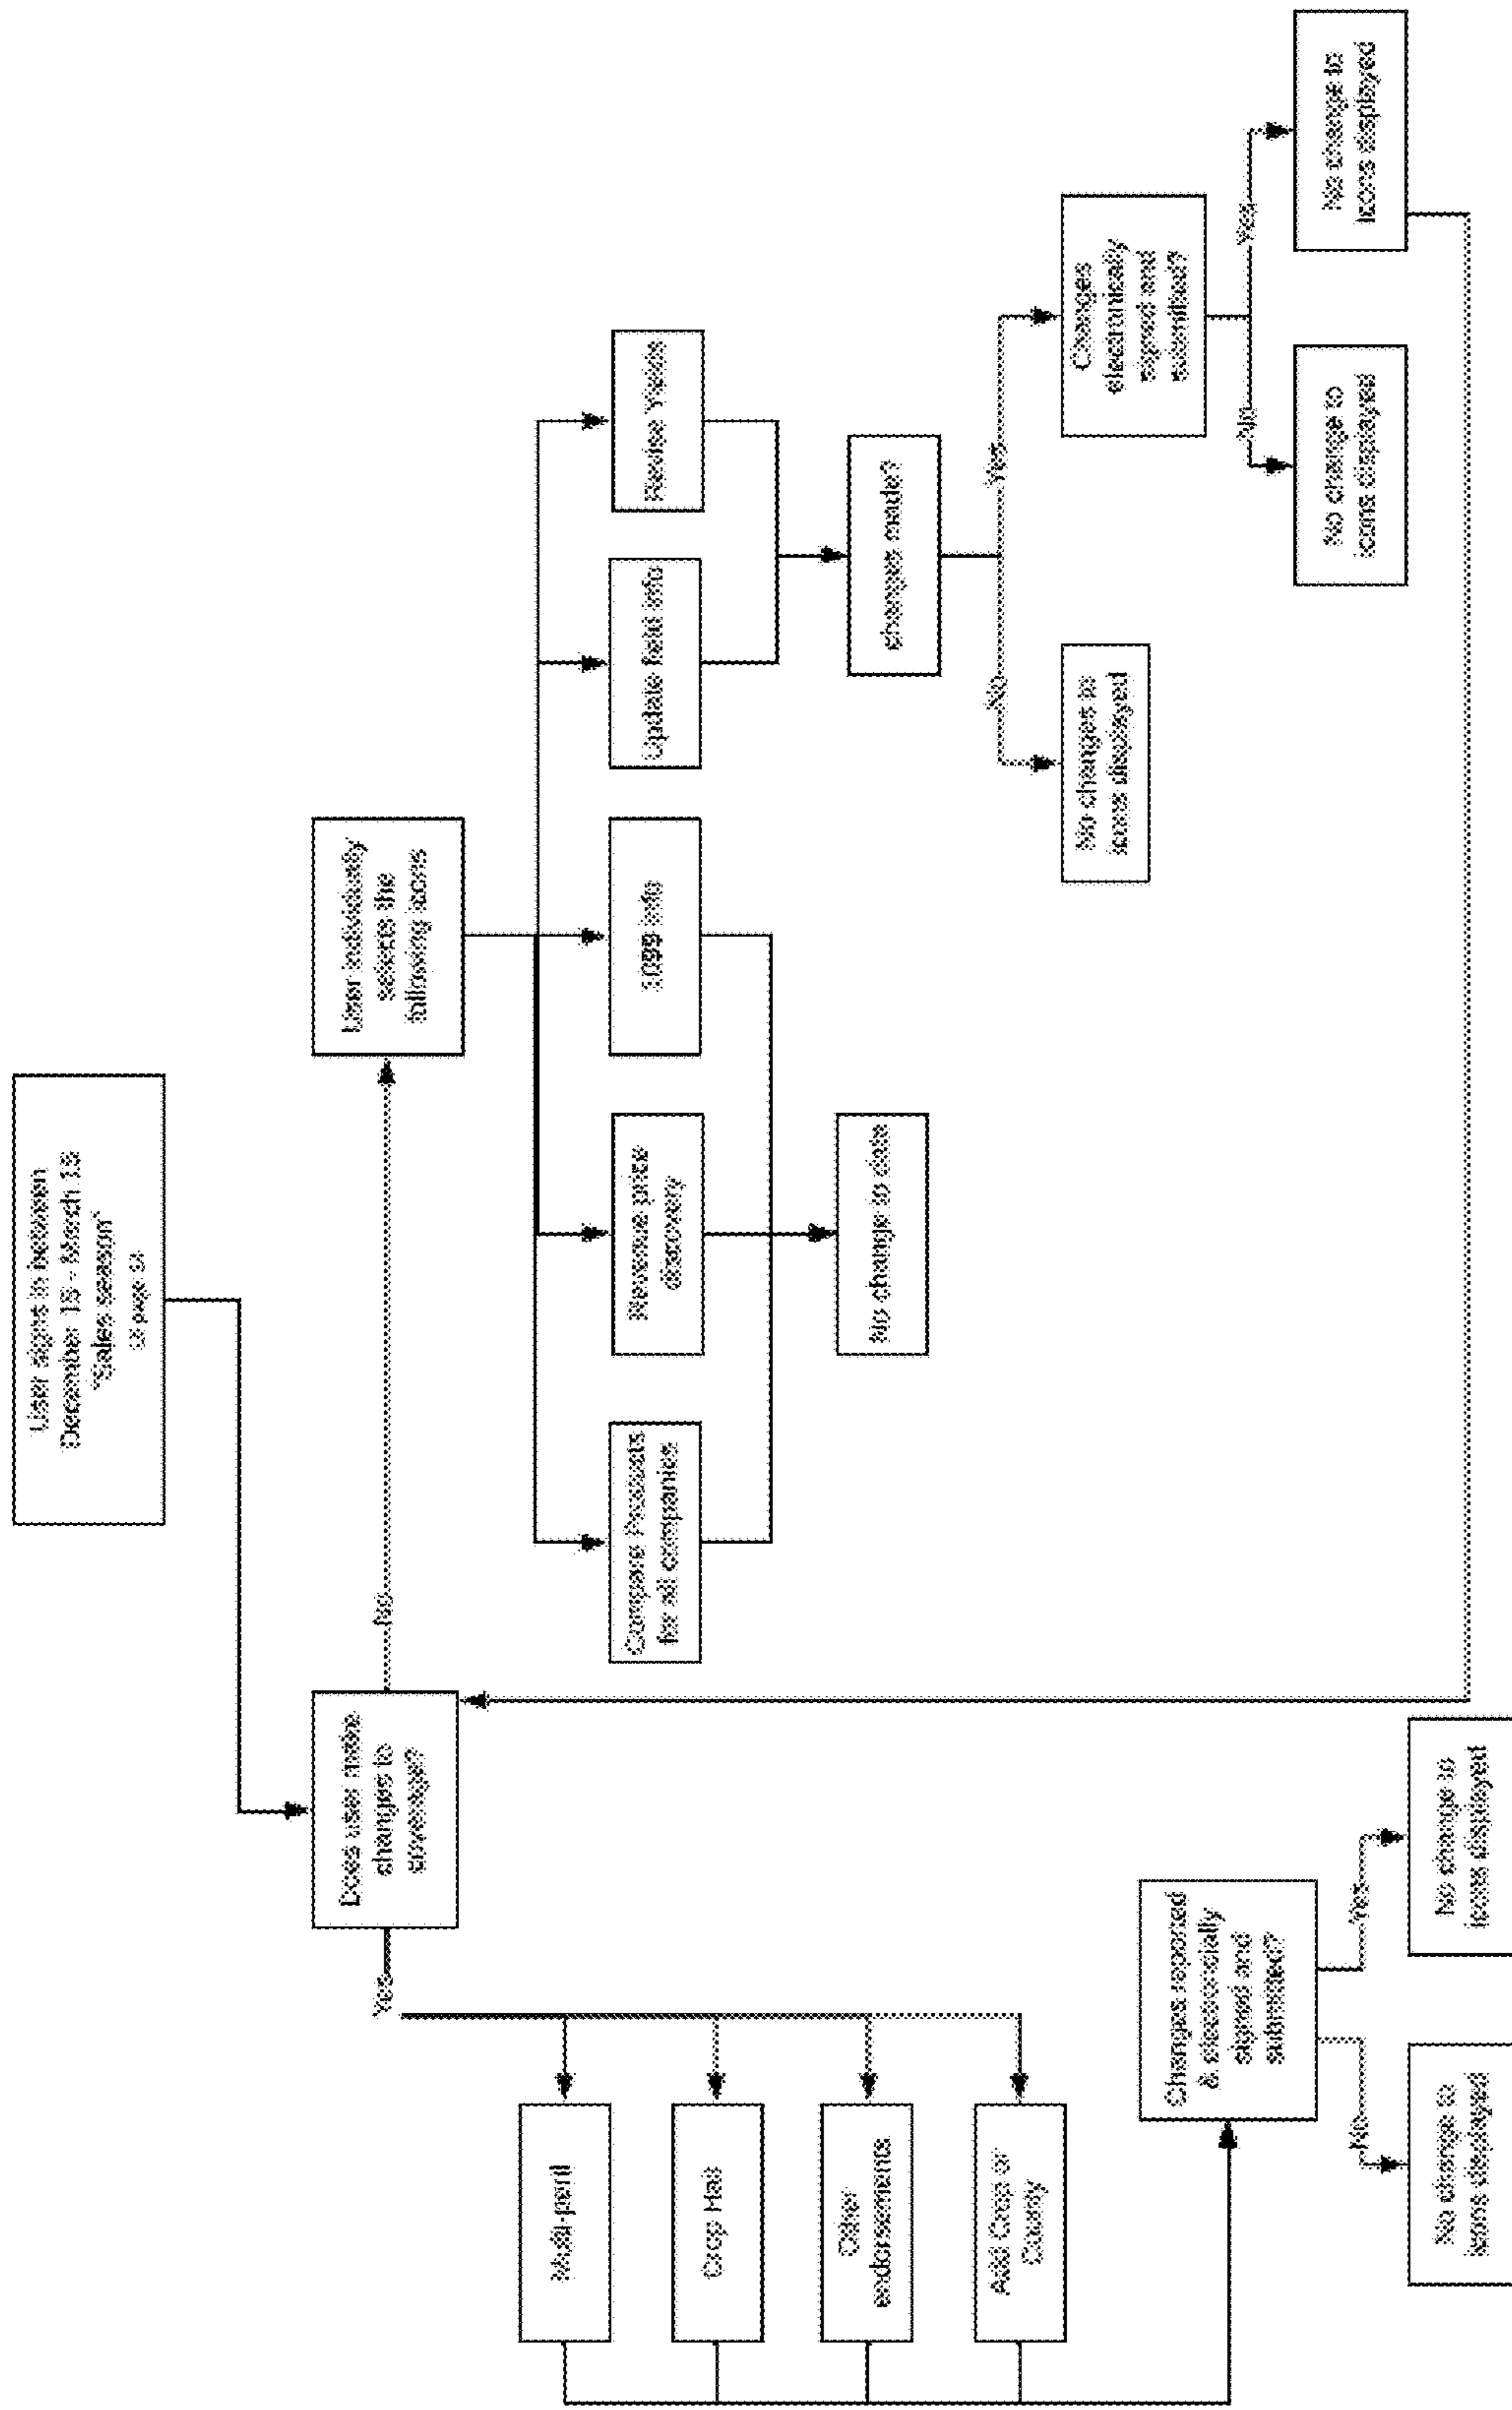 User signs in between
December 15 - March 15
"Sales season"
Does user make
changes to
coverage?
No
Yes
User individually
selects the
following icons
Compare Products
for all companies
Revenue price
discovery
1099 info
Update field info
Revise Yields
No change to date
changes made?
No
Yes
No changes to
icons displayed
Changes
electronically
signed and
submitted?
No
Yes
No change to
icons displayed
No change to
icons displayed
Multi-peril
Crop Hail
Other
endorsements
Add Crop or
County
Changes reported
& electronically
signed and
submitted?
No
Yes
No change to
icons displayed
No change to
icons displayed